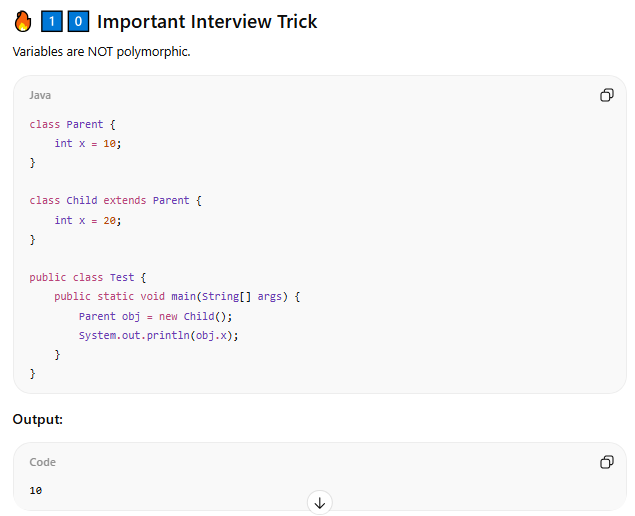 🔥 1️⃣ 0️⃣ Important Interview Trick
Variables are NOT polymorphic.
Java
class Parent {
    int x = 10;
}
class Child extends Parent {
    int x = 20;
}
public class Test {
    public static void main(String[] args) {
        Parent obj = new Child();
        System.out.println(obj.x);
    }
}
Output:
Code
10